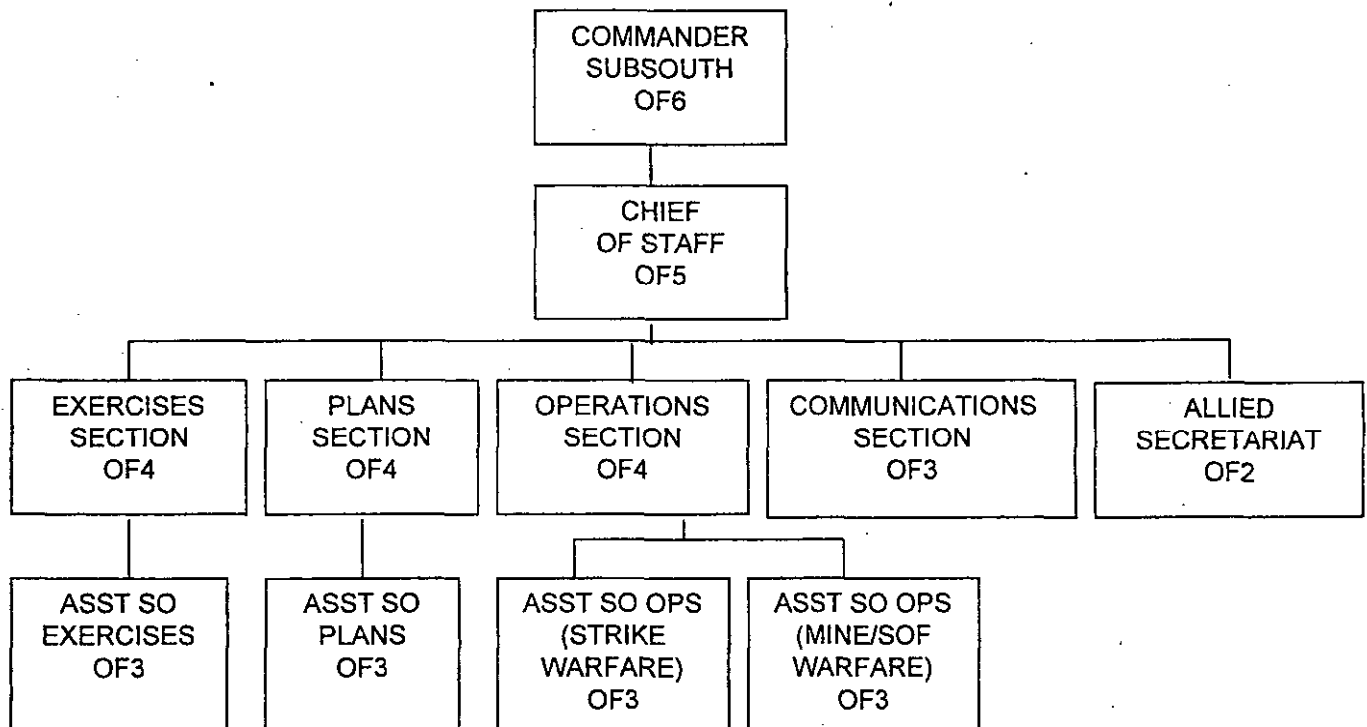 COMMANDER
SUBSOUTH
OF6
CHIEF
OF STAFF
OF5
EXERCISES
SECTION
OF4
PLANS
SECTION
OF4
OPERATIONS
SECTION
OF4
COMMUNICATIONS
SECTION
OF3
ALLIED
SECRETARIAT
OF2
ASST SO
EXERCISES
OF3
ASST SO
PLANS
OF3
ASST SO OPS
(STRIKE
WARFARE)
OF3
ASST SO OPS
(MINE/SOF
WARFARE)
OF3